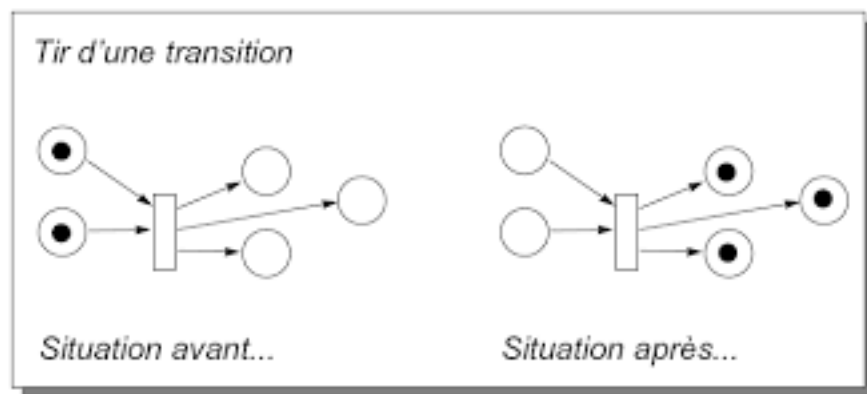 Tir d'une transition
Situation avant...
Situation après...